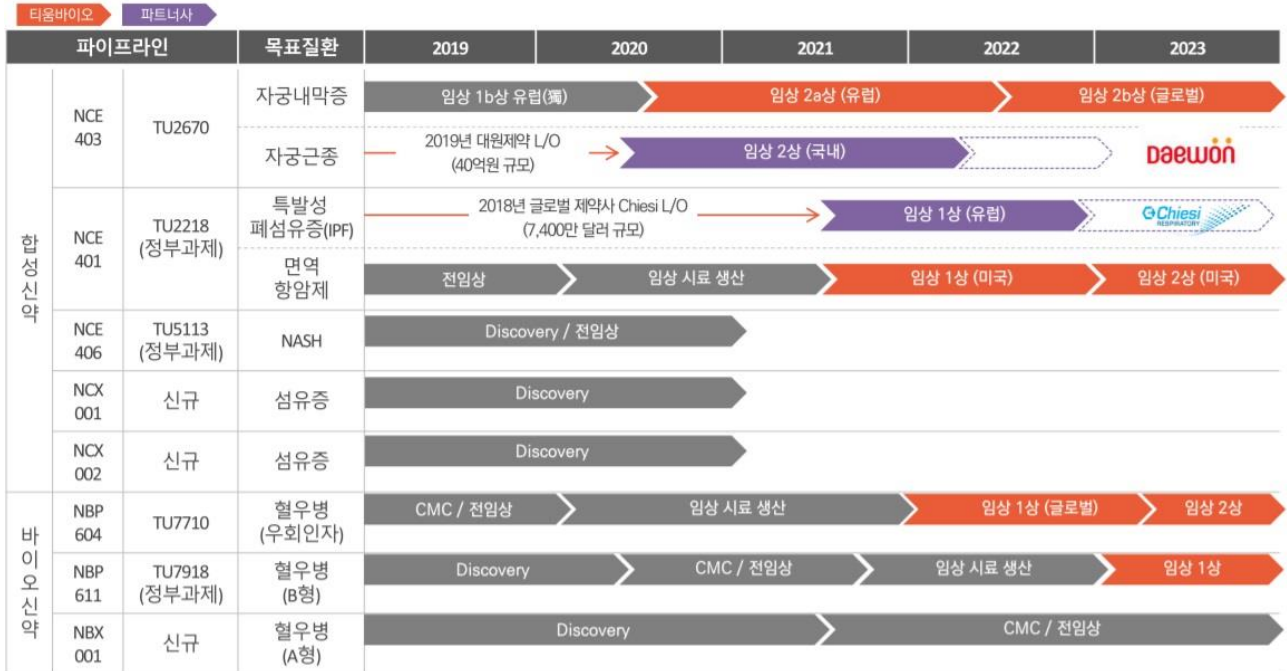 티움바이오 파트너사
파이프라인 목표질환 2019 2020 2021 2022 2023
합성신약
NCE
403
TU2670
자궁내막증
임상 1b상 유럽(獨) 임상 2a상 (유럽) 임상 2b상 (글로벌)
자궁근종
2019년 대원제약 L/O
(40억원 규모)
임상 2상 (국내)
DaewOn
NCE
401
TU2218
(정부과제)
특발성
폐섬유증(IPF)
2018년 글로벌 제약사 Chiesi L/O
(7,400만 달러 규모)
임상 1상 (유럽)
Chiesi
RESPIRATORY
면역
항암제
전임상 임상 시료 생산 임상 1상 (미국) 임상 2상 (미국)
NCE
406
TU5113
(정부과제)
NASH
Discovery / 전임상
NCX
001
신규
섬유증
Discovery
NCX
002
신규
섬유증
Discovery
바이오신약
NBP
604
TU7710
혈우병
(우회인자)
CMC / 전임상 임상 시료 생산 임상 1상 (글로벌) 임상 2상
NBP
611
TU7918
(정부과제)
혈우병
(B형)
Discovery CMC / 전임상 임상 시료 생산 임상 1상
NBX
001
신규
혈우병
(A형)
Discovery CMC / 전임상